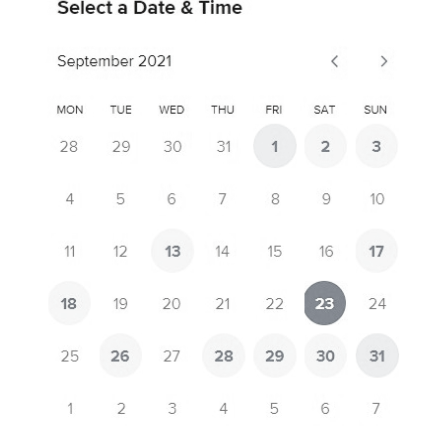 Select a Date & Time
September 2021
MON TUE WED THU FRI SAT SUN
28 29 30 31 1 2 3
4 5 6 7 8 9 10
11 12 13 14 15 16 17
18 19 20 21 22 23 24
25 26 27 28 29 30 31
1 2 3 4 5 6 7